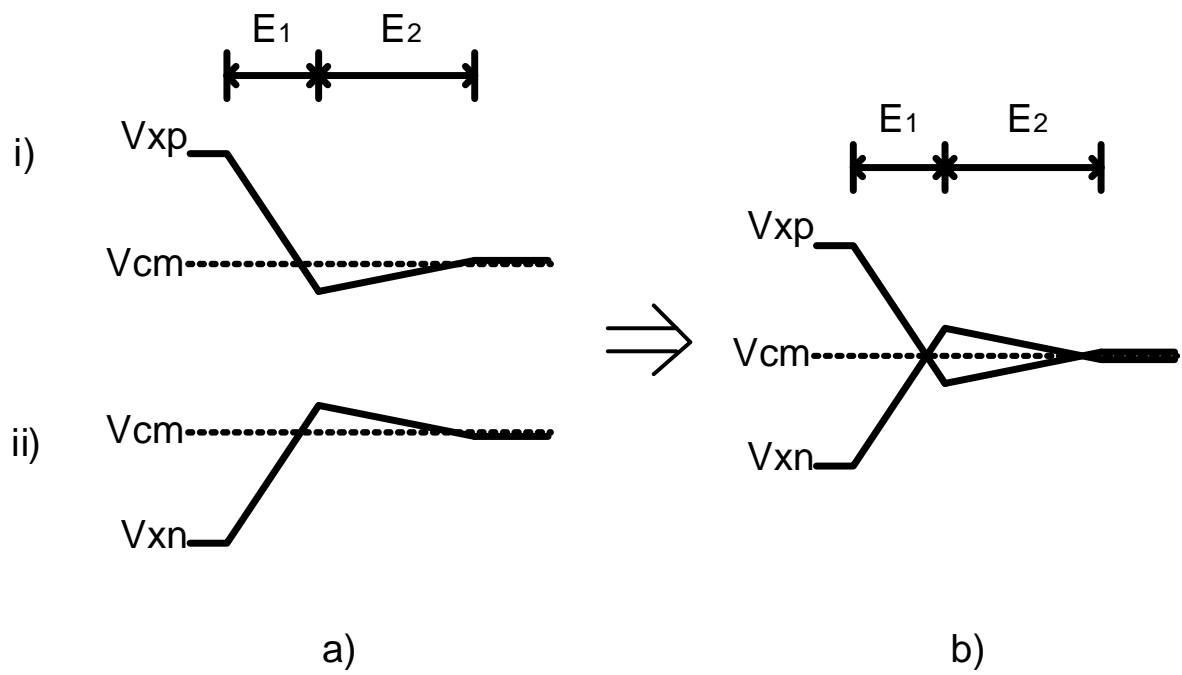 E1 E2
i) Vxp
Vcm
ii) Vcm
Vxn
a)
E1 E2
Vxp
Vcm
Vxn
b)